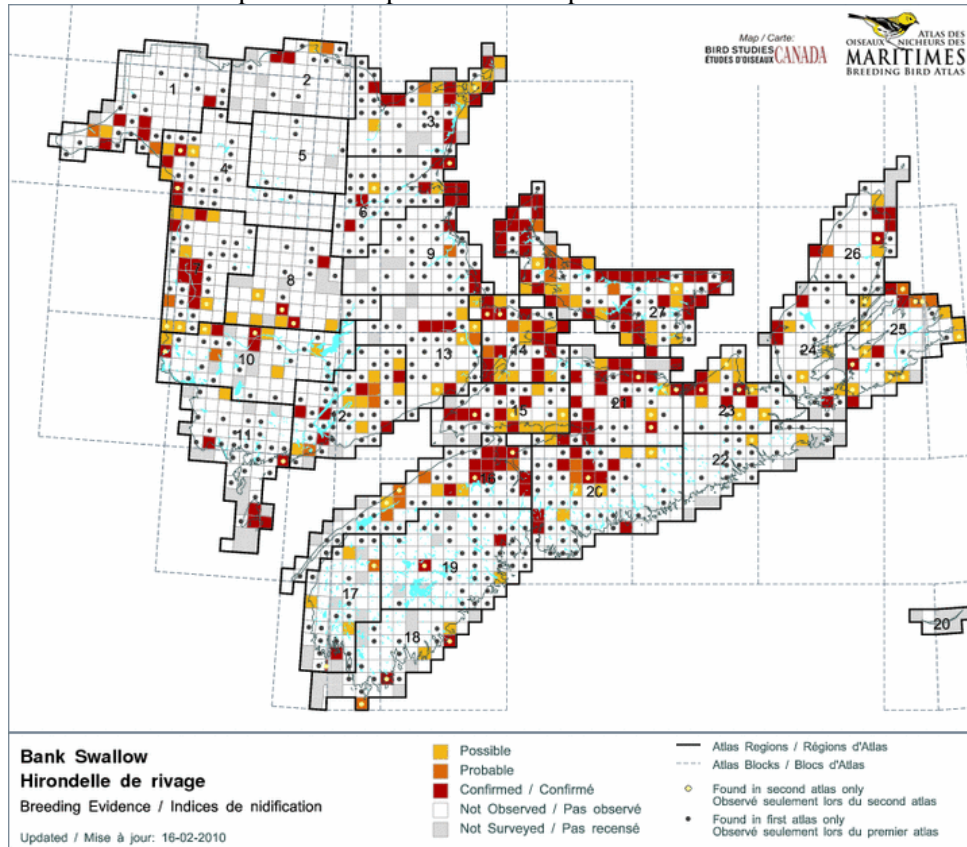 Map / Carte:
BIRD STUDIES
ÉTUDES D'OISEAUX CANADA
ATLAS DES
OISEAUX NICHEURS DES
MARITIMES
BREEDING BIRD ATLAS
1
2
3
4
5
6
8
9
10
11
12
13
14
15
16
17
18
19
20
21
22
23
24
25
26
27
20
Bank Swallow
Hirondelle de rivage
Breeding Evidence / Indices de nidification
Updated / Mise à jour: 16-02-2010
Possible
Probable
Confirmed / Confirmé
Not Observed / Pas observé
Not Surveyed / Pas recensé
Atlas Regions / Régions d'Atlas
Atlas Blocks / Blocs d'Atlas
Found in second atlas only
Observé seulement lors du second atlas
Found in first atlas only
Observé seulement lors du premier atlas